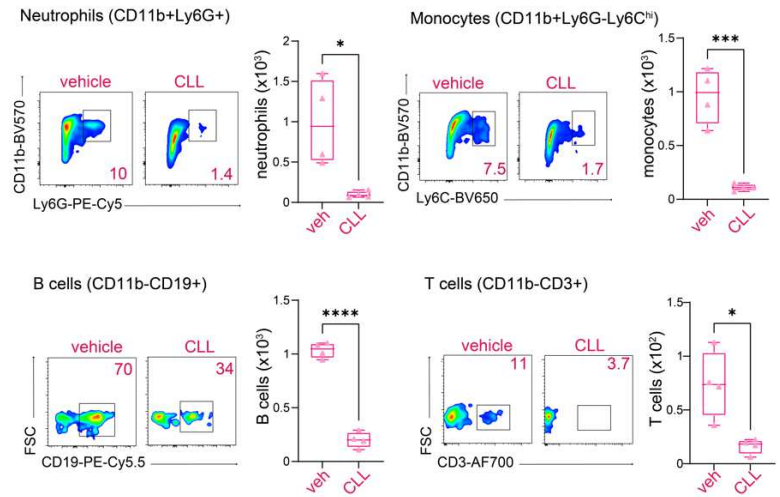 Neutrophils (CD11b+Ly6G+)
vehicle
CLL
CD11b-BV570
10
1.4
Ly6G-PE-Cy5
neutrophils (x10³)
2
1.5
1
0.5
0
*
veh
CLL
Monocytes (CD11b+Ly6G-Ly6Cʰⁱ)
vehicle
CLL
CD11b-BV570
7.5
1.7
Ly6C-BV650
monocytes (x10³)
1.5
1.0
0.5
0
***
veh
CLL
B cells (CD11b-CD19+)
vehicle
CLL
FSC
70
34
CD19-PE-Cy5.5
B cells (x10³)
1.5
1
0.5
0
****
veh
CLL
T cells (CD11b-CD3+)
vehicle
CLL
FSC
11
3.7
CD3-AF700
T cells (x10²)
1.5
1
0.5
0
*
veh
CLL